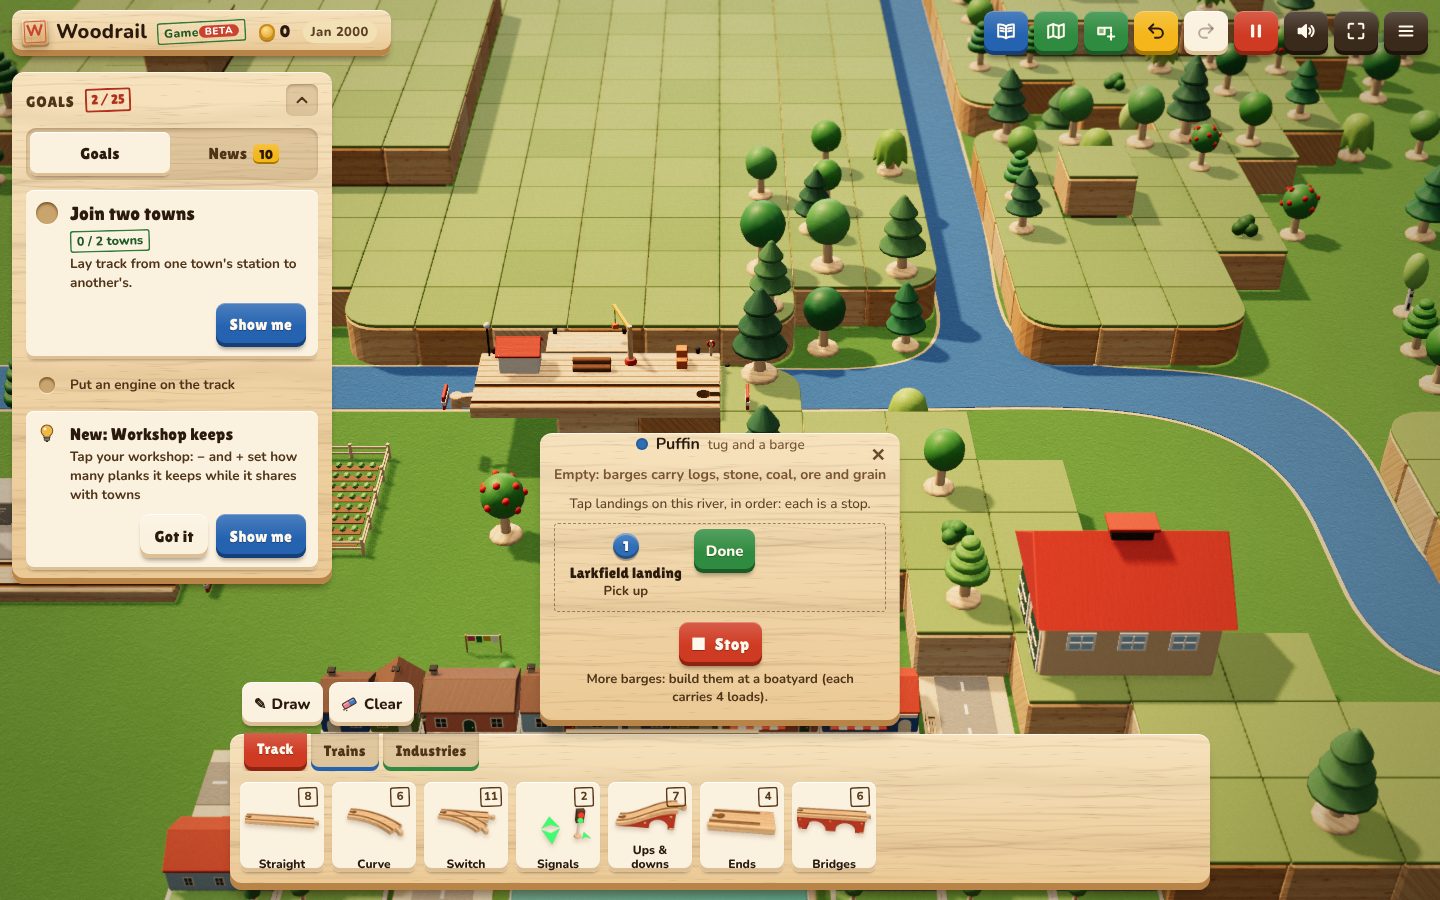 W Woodrail Game BETA 0 Jan 2000
GOALS 2 / 25
Goals News 10
Join two towns
0 / 2 towns
Lay track from one town's station to
another's.
Show me
Put an engine on the track
New: Workshop keeps
Tap your workshop: – and + set how
many planks it keeps while it shares
with towns
Got it Show me
Puffin tug and a barge
Empty: barges carry logs, stone, coal, ore and grain
Tap landings on this river, in order: each is a stop.
1
Done
Larkfield landing
Pick up
Stop
More barges: build them at a boatyard (each
carries 4 loads).
Draw Clear
Track Trains Industries
8 6 11 2 7 4 6
Straight Curve Switch Signals Ups &
downs Ends Bridges